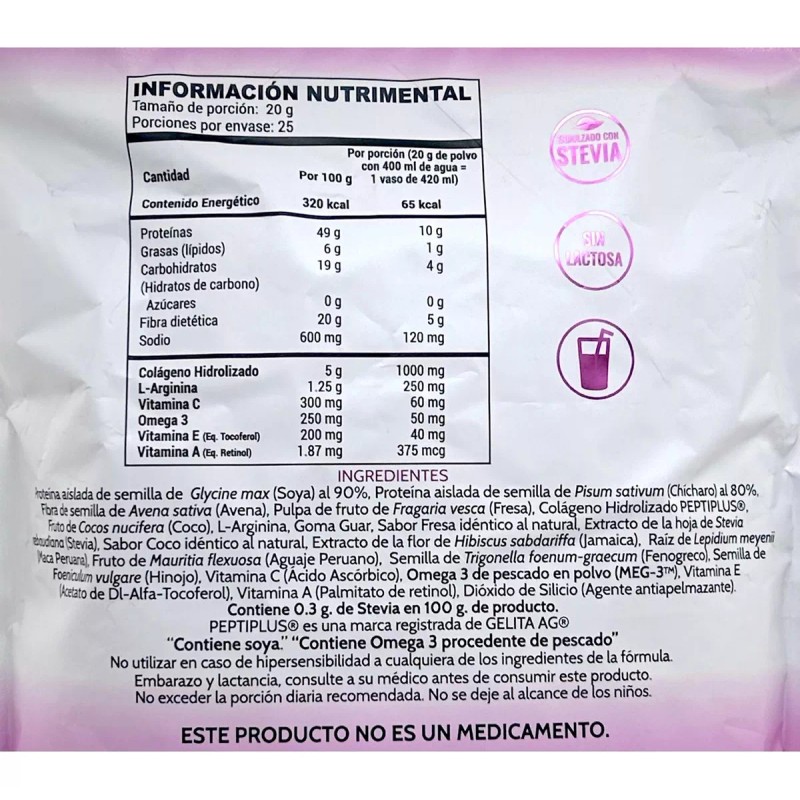 INFORMACIÓN NUTRIMENTAL
Tamaño de porción: 20 g
Porciones por envase: 25
Cantidad Por 100 g Por porción (20 g de polvo con 400 ml de agua = 1 vaso de 420 ml)
Contenido Energético 320 kcal 65 kcal
Proteínas 49 g 10 g
Grasas (lípidos) 6 g 1 g
Carbohidratos 19 g 4 g
(Hidratos de carbono)
Azúcares 0 g 0 g
Fibra dietética 20 g 5 g
Sodio 600 mg 120 mg
Colágeno Hidrolizado 5 g 1000 mg
L-Arginina 1.25 g 250 mg
Vitamina C 300 mg 60 mg
Omega 3 250 mg 50 mg
Vitamina E (Eq. Tocoferol) 200 mg 40 mg
Vitamina A (Eq. Retinol) 1.87 mg 375 mcg
CON
STEVIA
SIN
LACTOSA
INGREDIENTES
aislada de semilla de Glycine max (Soya) al 90%, Proteína aislada de semilla de Pisum sativum (Chícharo) al 80%,
Fibra de semilla de Avena sativa (Avena), Pulpa de fruto de Fragaria vesca (Fresa), Colágeno Hidrolizado PEPTIPLUS®,
Fruto de Cocos nucifera (Coco), L-Arginina, Goma Guar, Sabor Fresa idéntico al natural, Extracto de la hoja de Stevia
(Stevia), Sabor Coco idéntico al natural, Extracto de la flor de Hibiscus sabdariffa (Jamaica), Raíz de Lepidium meyenii
(Maca Peruana), Fruto de Mauritia flexuosa (Aguaje Peruano), Semilla de Trigonella foenum-graecum (Fenogreco), Semilla de
Foeniculum vulgare (Hinojo), Vitamina C (Ácido Ascórbico), Omega 3 de pescado en polvo (MEG-3™), Vitamina E
(Acetato de Dl-Alfa-Tocoferol), Vitamina A (Palmitato de retinol), Dióxido de Silicio (Agente antiapelmazante).
Contiene 0.3 g. de Stevia en 100 g. de producto.
PEPTIPLUS® es una marca registrada de GELITA AG®
"Contiene soya." "Contiene Omega 3 procedente de pescado"
No utilizar en caso de hipersensibilidad a cualquiera de los ingredientes de la fórmula.
Embarazo y lactancia, consulte a su médico antes de consumir este producto.
No exceder la porción diaria recomendada. No se deje al alcance de los niños.
ESTE PRODUCTO NO ES UN MEDICAMENTO.